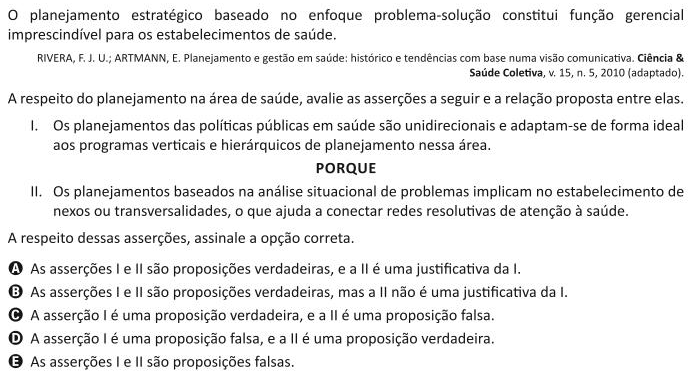 O planejamento estratégico baseado no enfoque problema-solução constitui função gerencial
imprescindível para os estabelecimentos de saúde.
RIVERA, F. J. U.; ARTMANN, E. Planejamento e gestão em saúde: histórico e tendências com base numa visão comunicativa. Ciência &
Saúde Coletiva, v. 15, n. 5, 2010 (adaptado).
A respeito do planejamento na área de saúde, avalie as asserções a seguir e a relação proposta entre elas.
I. Os planejamentos das políticas públicas em saúde são unidirecionais e adaptam-se de forma ideal
aos programas verticais e hierárquicos de planejamento nessa área.
PORQUE
II. Os planejamentos baseados na análise situacional de problemas implicam no estabelecimento de
nexos ou transversalidades, o que ajuda a conectar redes resolutivas de atenção à saúde.
A respeito dessas asserções, assinale a opção correta.
A As asserções I e II são proposições verdadeiras, e a II é uma justificativa da I.
B As asserções I e II são proposições verdadeiras, mas a II não é uma justificativa da I.
C A asserção I é uma proposição verdadeira, e a II é uma proposição falsa.
D A asserção I é uma proposição falsa, e a II é uma proposição verdadeira.
E As asserções I e II são proposições falsas.